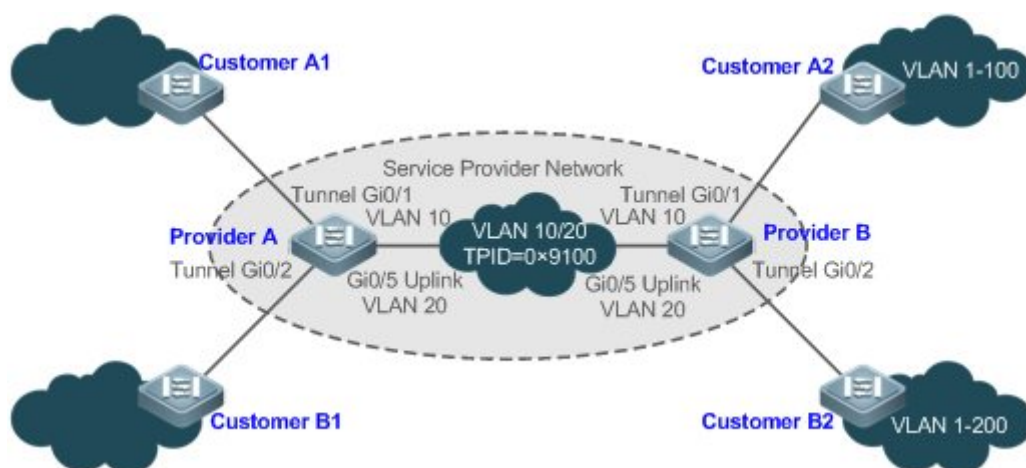 Customer A1
Customer A2
VLAN 1-100
Service Provider Network
Tunnel Gi0/1
VLAN 10
Tunnel Gi0/1
VLAN 10
Provider A
VLAN 10/20
TPID=0×9100
Provider B
Tunnel Gi0/2
Gi0/5 Uplink
VLAN 20
Gi0/5 Uplink
VLAN 20
Tunnel Gi0/2
Customer B1
Customer B2
VLAN 1-200